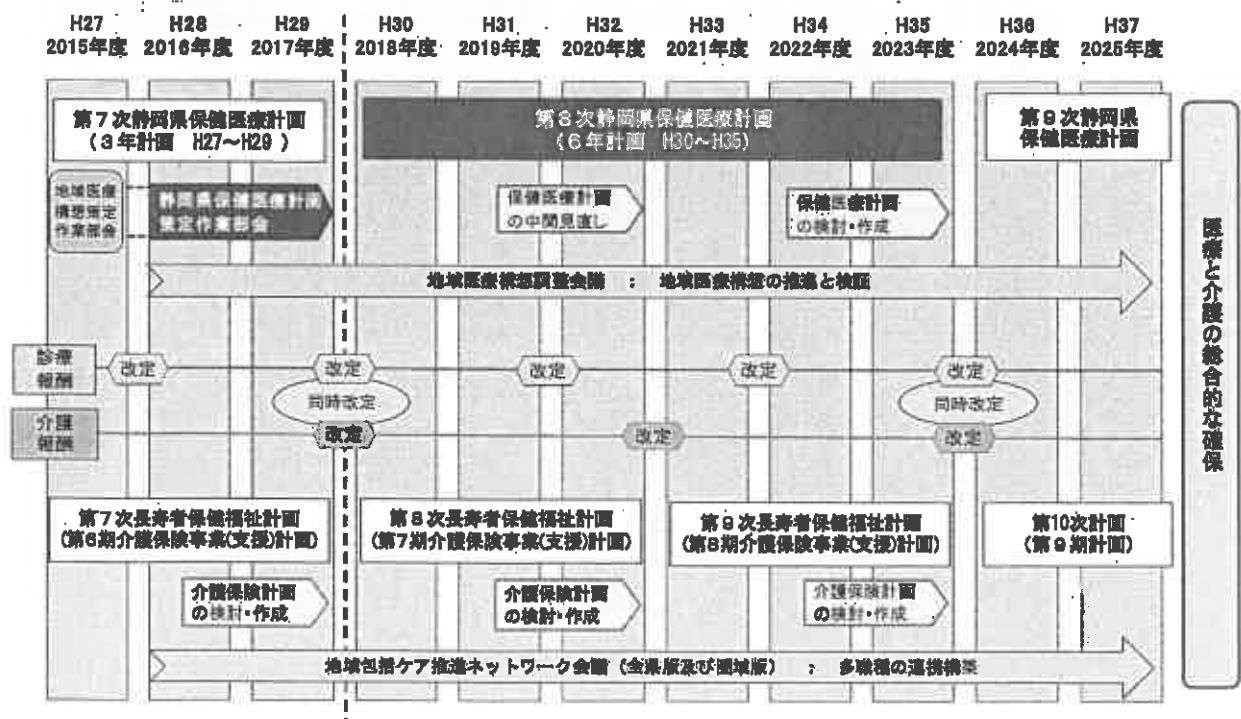 H27 H28 H29 H30 H31 H32 H33 H34 H35 H36 H37
2015年度 2016年度 2017年度 2018年度 2019年度 2020年度 2021年度 2022年度 2023年度 2024年度 2025年度
第7次静岡県保健医療計画
(3年計画 H27～H29 )
第8次静岡県保健医療計画
(6年計画 H30～H35)
第9次静岡県
保健医療計画
地域医療
構想策定
作業部会
静岡県保健医療計画
策定作業部会
保健医療計画
の中間見直し
保健医療計画
の検討・作成
地域医療構想調整会議 : 地域医療構想の推進と検証
診療
報酬
改定 改定 改定 改定 改定
同時改定 同時改定
介護
報酬
改定 改定 改定
第7次長寿者保健福祉計画
(第6期介護保険事業(支援)計画)
第8次長寿者保健福祉計画
(第7期介護保険事業(支援)計画)
第9次長寿者保健福祉計画
(第8期介護保険事業(支援)計画)
第10次計画
(第9期計画)
介護保険計画
の検討・作成
介護保険計画
の検討・作成
介護保険計画
の検討・作成
地域包括ケア推進ネットワーク会議(全県版及び圏域版) : 多職種の連携構築
医療と介護の総合的な確保